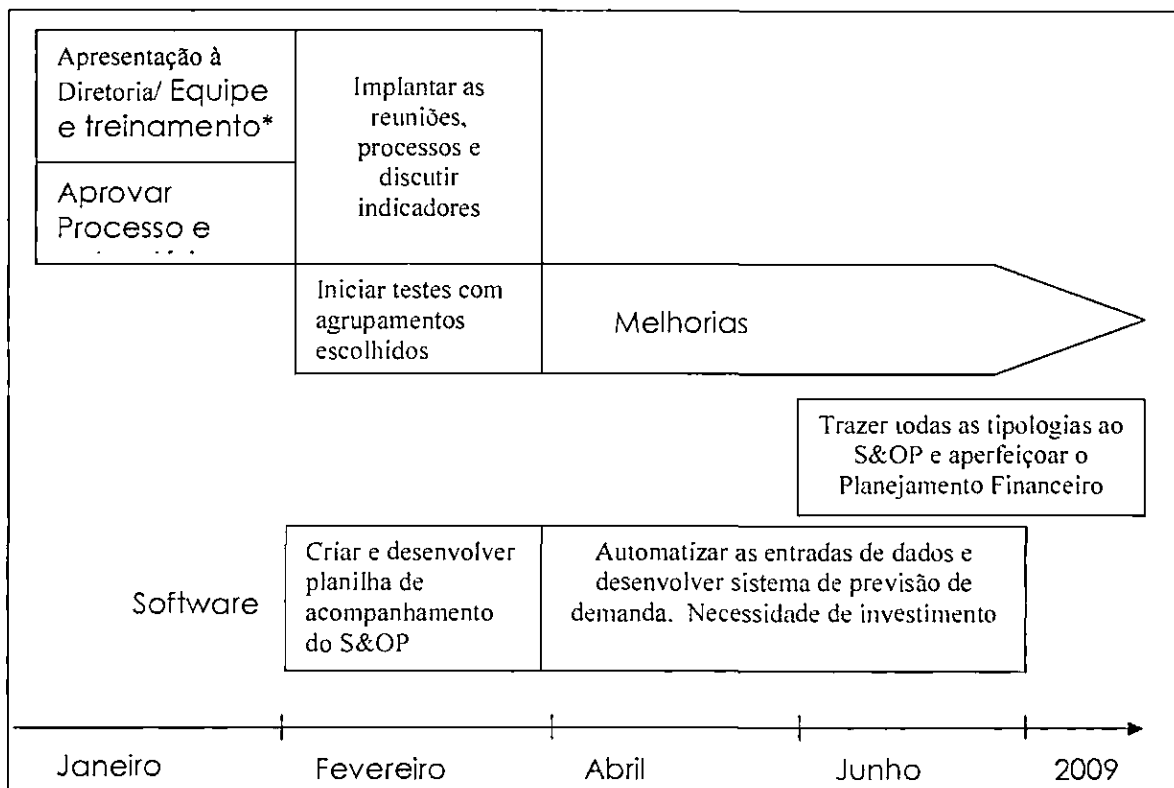 Apresentação à
Diretoria/ Equipe
e treinamento*
Aprovar
Processo e
Implantar as
reuniões,
processos e
discutir
indicadores
Iniciar testes com
agrupamentos
escolhidos
Melhorias
Trazer todas as tipologias ao
S&OP e aperfeiçoar o
Planejamento Financeiro
Software
Criar e desenvolver
planilha de
acompanhamento
do S&OP
Automatizar as entradas de dados e
desenvolver sistema de previsão de
demanda. Necessidade de investimento
Janeiro
Fevereiro
Abril
Junho
2009